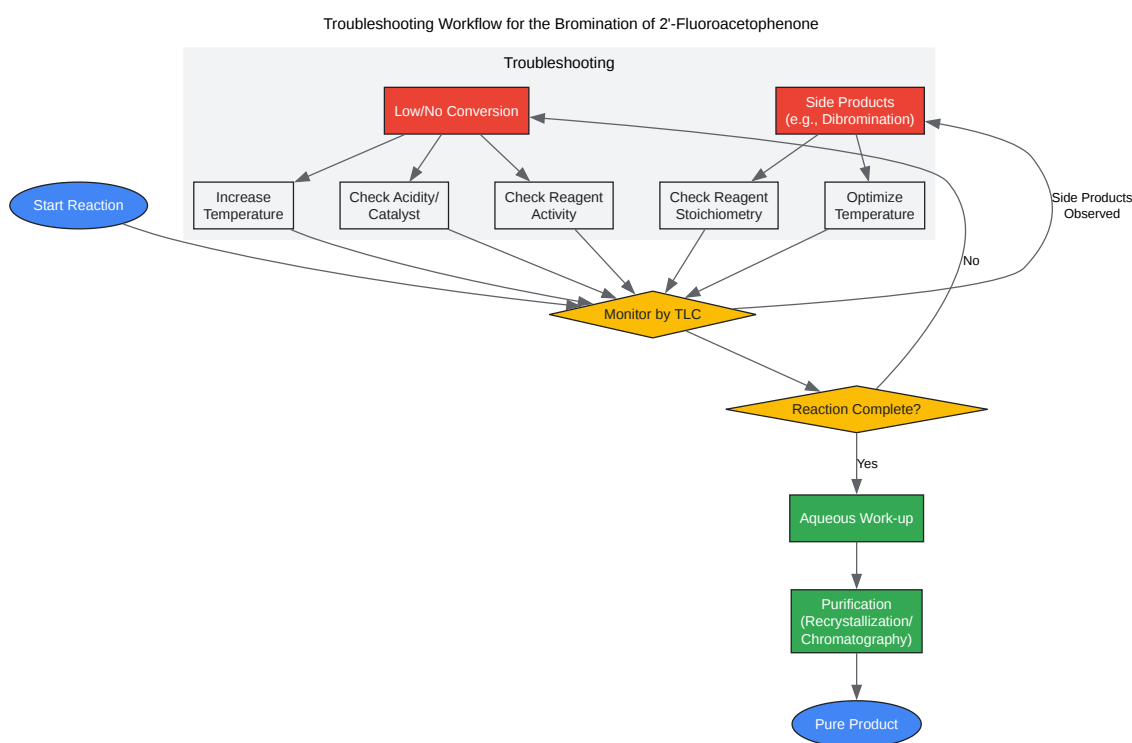 Troubleshooting Workflow for the Bromination of 2'-Fluoroacetophenone
Troubleshooting
Low/No Conversion
Side Products
(e.g., Dibromination)
Start Reaction
Increase
Temperature
Check Acidity/
Catalyst
Check Reagent
Activity
Check Reagent
Stoichiometry
Optimize
Temperature
Side Products
Observed
No
Monitor by TLC
Reaction Complete?
Yes
Aqueous Work-up
Purification
(Recrystallization/
Chromatography)
Pure Product